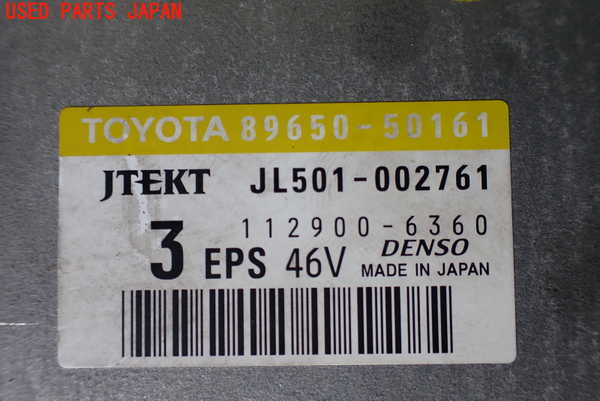 USED PARTS JAPAN
TOYOTA 89650-50161
JTEKT JL501-002761
112900-6360
3 EPS 46V DENSO
MADE IN JAPAN